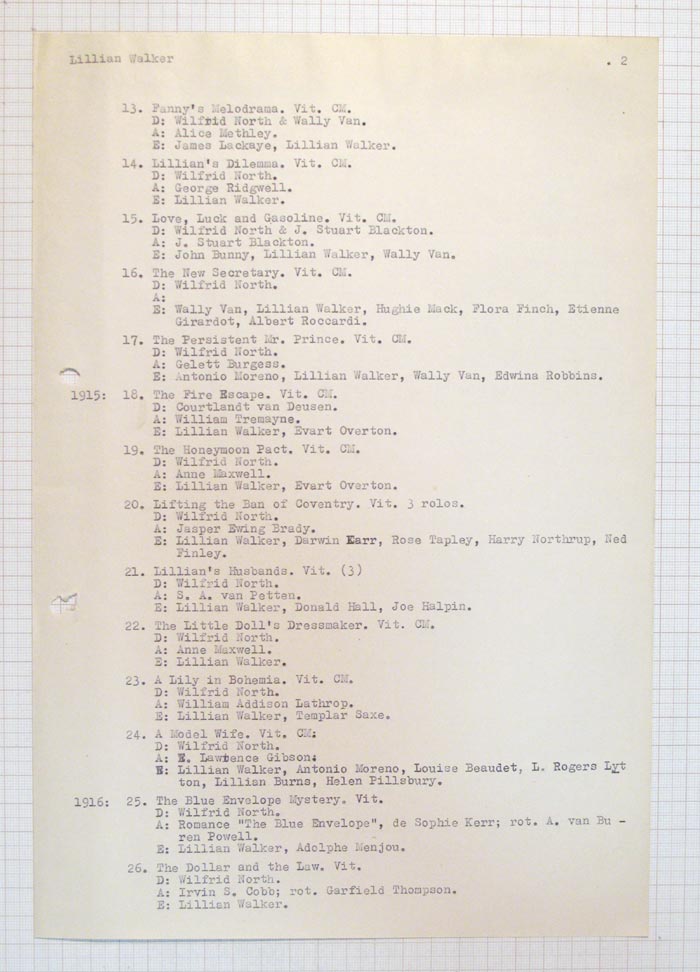 Lillian Walker . 2
13. Fanny's Melodrama. Vit. CM.
D: Wilfrid North & Wally Van.
A: Alice Methley.
E: James Lackaye, Lillian Walker.
14. Lillian's Dilemma. Vit. CM.
D: Wilfrid North.
A: George Ridgwell.
E: Lillian Walker.
15. Love, Luck and Gasoline. Vit. CM.
D: Wilfrid North & J. Stuart Blackton.
A: J. Stuart Blackton.
E: John Bunny, Lillian Walker, Wally Van.
16. The New Secretary. Vit. CM.
D: Wilfrid North.
A:
E: Wally Van, Lillian Walker, Hughie Mack, Flora Finch, Etienne
Girardot, Albert Roccardi.
17. The Persistent Mr. Prince. Vit. CM.
D: Wilfrid North.
A: Gelett Burgess.
E: Antonio Moreno, Lillian Walker, Wally Van, Edwina Robbins.
1915: 18. The Fire Escape. Vit. CM.
D: Courtlandt van Deusen.
A: William Tremayne.
E: Lillian Walker, Evart Overton.
19. The Honeymoon Pact. Vit. CM.
D: Wilfrid North.
A: Anne Maxwell.
E: Lillian Walker, Evart Overton.
20. Lifting the Ban of Coventry. Vit. 3 rolos.
D: Wilfrid North.
A: Jasper Ewing Brady.
E: Lillian Walker, Darwin Karr, Rose Tapley, Harry Northrup, Ned
Finley.
21. Lillian's Husbands. Vit. (3)
D: Wilfrid North.
A: S. A. van Petten.
E: Lillian Walker, Donald Hall, Joe Halpin.
22. The Little Doll's Dressmaker. Vit. CM.
D: Wilfrid North.
A: Anne Maxwell.
E: Lillian Walker.
23. A Lily in Bohemia. Vit. CM.
D: Wilfrid North.
A: William Addison Lathrop.
E: Lillian Walker, Templar Saxe.
24. A Model Wife. Vit. CM;
D: Wilfrid North.
A: E. Lawrence Gibson;
E: Lillian Walker, Antonio Moreno, Louise Beaudet, L. Rogers Lyt
ton, Lillian Burns, Helen Pillsbury.
1916: 25. The Blue Envelope Mystery. Vit.
D: Wilfrid North.
A: Romance "The Blue Envelope", de Sophie Kerr; rot. A. van Bu -
ren Powell.
E: Lillian Walker, Adolphe Menjou.
26. The Dollar and the Law. Vit.
D: Wilfrid North.
A: Irvin S. Cobb; rot. Garfield Thompson.
E: Lillian Walker.